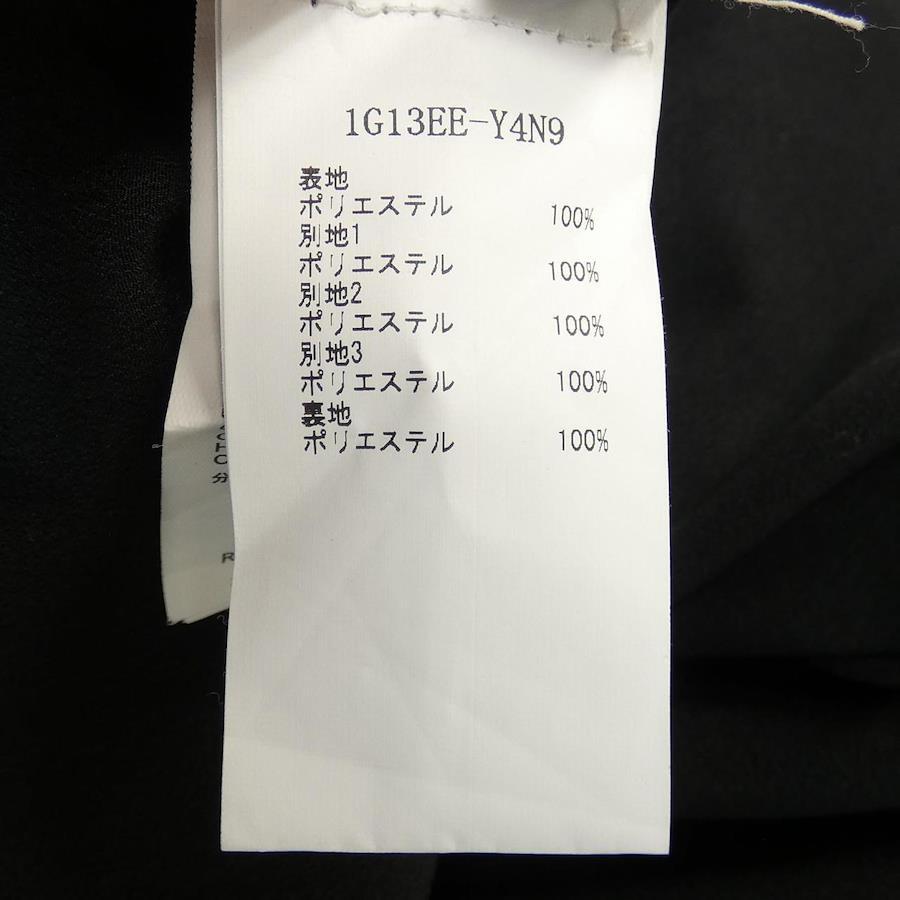 1G13EE-Y4N9
表地
ポリエステル 100%
別地1
ポリエステル 100%
別地2
ポリエステル 100%
別地3
ポリエステル 100%
裏地
ポリエステル 100%
分
R